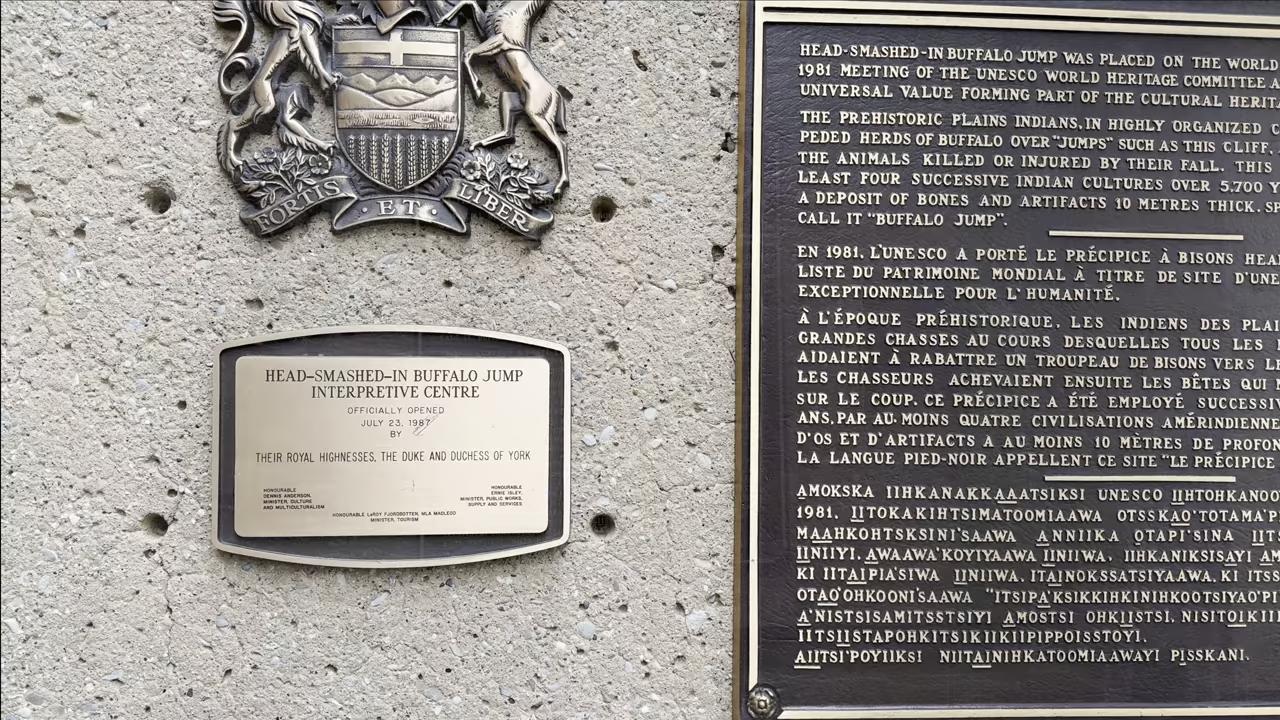 FORTIS ET LIBER
HEAD–SMASHED–IN BUFFALO JUMP
INTERPRETIVE CENTRE
OFFICIALLY OPENED
JULY 23, 1987
BY
THEIR ROYAL HIGHNESSES, THE DUKE AND DUCHESS OF YORK
HONOURABLE
DENNIS ANDERSON,
MINISTER, CULTURE
AND MULTICULTURALISM
HONOURABLE
ERNIE ISLEY,
MINISTER, PUBLIC WORKS,
SUPPLY AND SERVICES
HONOURABLE LeROY FJORDBOTTEN, MLA MACLEOD
MINISTER, TOURISM
HEAD-SMASHED-IN BUFFALO JUMP WAS PLACED ON THE WORLD
1981 MEETING OF THE UNESCO WORLD HERITAGE COMMITTEE A
UNIVERSAL VALUE FORMING PART OF THE CULTURAL HERITA
THE PREHISTORIC PLAINS INDIANS, IN HIGHLY ORGANIZED
PEDED HERDS OF BUFFALO OVER "JUMPS" SUCH AS THIS CLIFF,
THE ANIMALS KILLED OR INJURED BY THEIR FALL. THIS
LEAST FOUR SUCCESSIVE INDIAN CULTURES OVER 5,700 Y
A DEPOSIT OF BONES AND ARTIFACTS 10 METRES THICK. SP
CALL IT "BUFFALO JUMP".
EN 1981, L'UNESCO A PORTÉ LE PRÉCIPICE À BISONS HEA
LISTE DU PATRIMOINE MONDIAL À TITRE DE SITE D'UNE
EXCEPTIONNELLE POUR L'HUMANITÉ.
À L'ÉPOQUE PRÉHISTORIQUE, LES INDIENS DES PLAI
GRANDES CHASSES AU COURS DESQUELLES TOUS LES
AIDAIENT À RABATTRE UN TROUPEAU DE BISONS VERS LE
LES CHASSEURS ACHEVAIENT ENSUITE LES BÊTES QUI
SUR LE COUP. CE PRÉCIPICE A ÉTÉ EMPLOYÉ SUCCESSIV
ANS, PAR AU MOINS QUATRE CIVILISATIONS AMÉRINDIENNE
D'OS ET D'ARTIFACTS A AU MOINS 10 MÈTRES DE PROFON
LA LANGUE PIED-NOIR APPELLENT CE SITE "LE PRÉCIPICE
AMOKSKA IIHKANAIKAAATSIKSI UNESCO IIHTOHKANOO
1981, IITOKAKIHTSIMATOOMIAAWA OTSSKAO'TOTAMA'P
MAAHKOHTSKSINI'SAAWA ANNIIKA OTAPI'SINA IITS
IINIIYI, AWAAWA'KOYIYAAWA IINIIWA, IIHKANIKSISAYI AM
KI IITAIPIA'SIWA IINIIWA, ITAINOKSSATSIYAAWA, KI ITSS
OTAO'OHKOONI'SAAWA "ITSIPA'KSIKKIHKINIHKOOTSIYAO'PI
A'NISTSISAMITSSTSIYI AMOSTSI OHKIISTSI, NISITOIKIII
IITSIISTAPOHKITSIKIIKIIPIPPOISSTOYI,
AIITSI'POYIIKSI NIITAINIHKATOOMIAAWAYI PISSKANI.